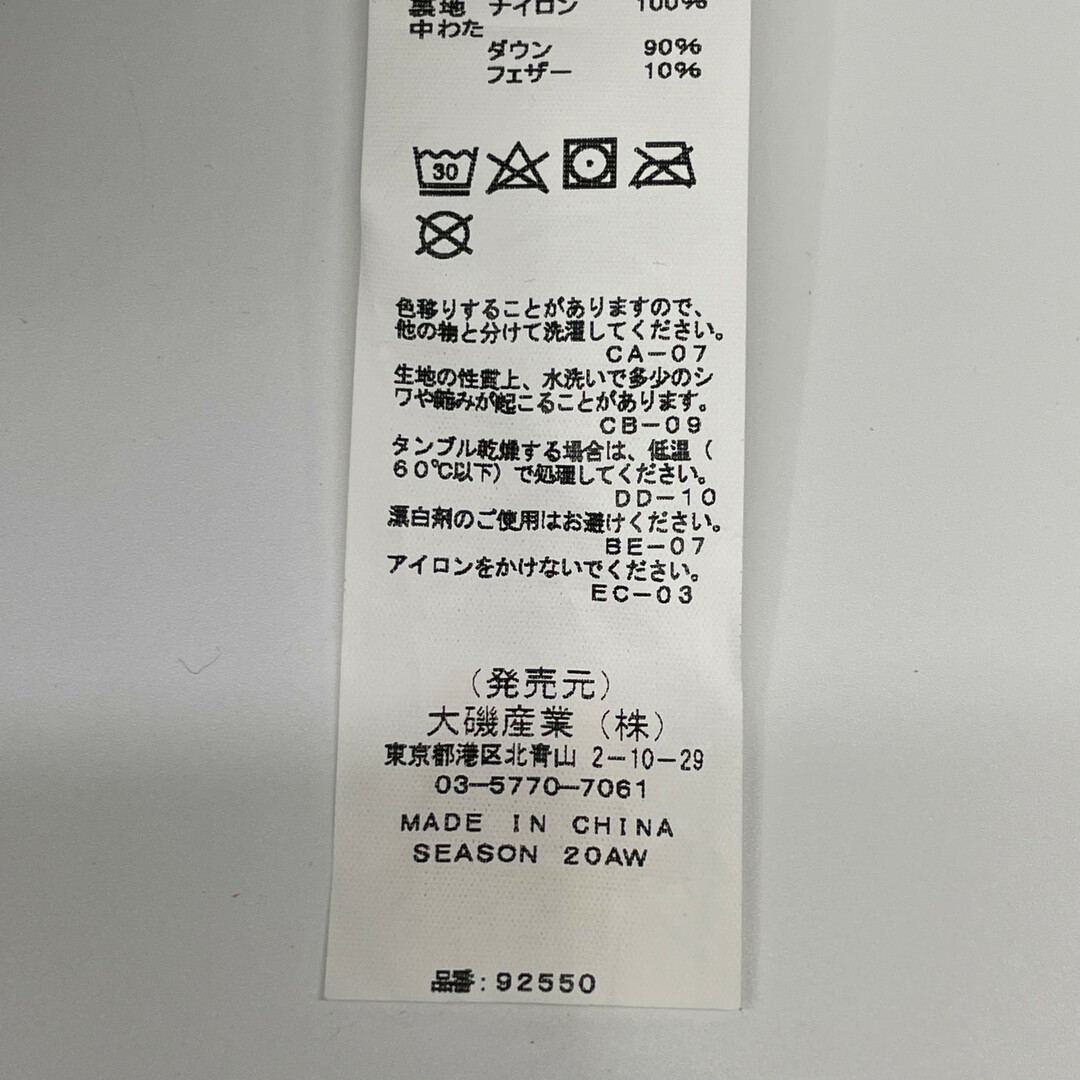 裏地 ナイロン 100%
中わた
ダウン 90%
フェザー 10%
30
色移りすることがありますので、
他の物と分けて洗濯してください。
CA-07
生地の性質上、水洗いで多少のシ
ワや縮みが起こることがあります。
CB-09
タンブル乾燥する場合は、低温(
60℃以下)で処理してください。
DD-10
漂白剤のご使用はお避けください。
BE-07
アイロンをかけないでください。
EC-03
(発売元)
大磯産業(株)
東京都港区北青山 2-10-29
03-5770-7061
MADE IN CHINA
SEASON 20AW
品番:92550